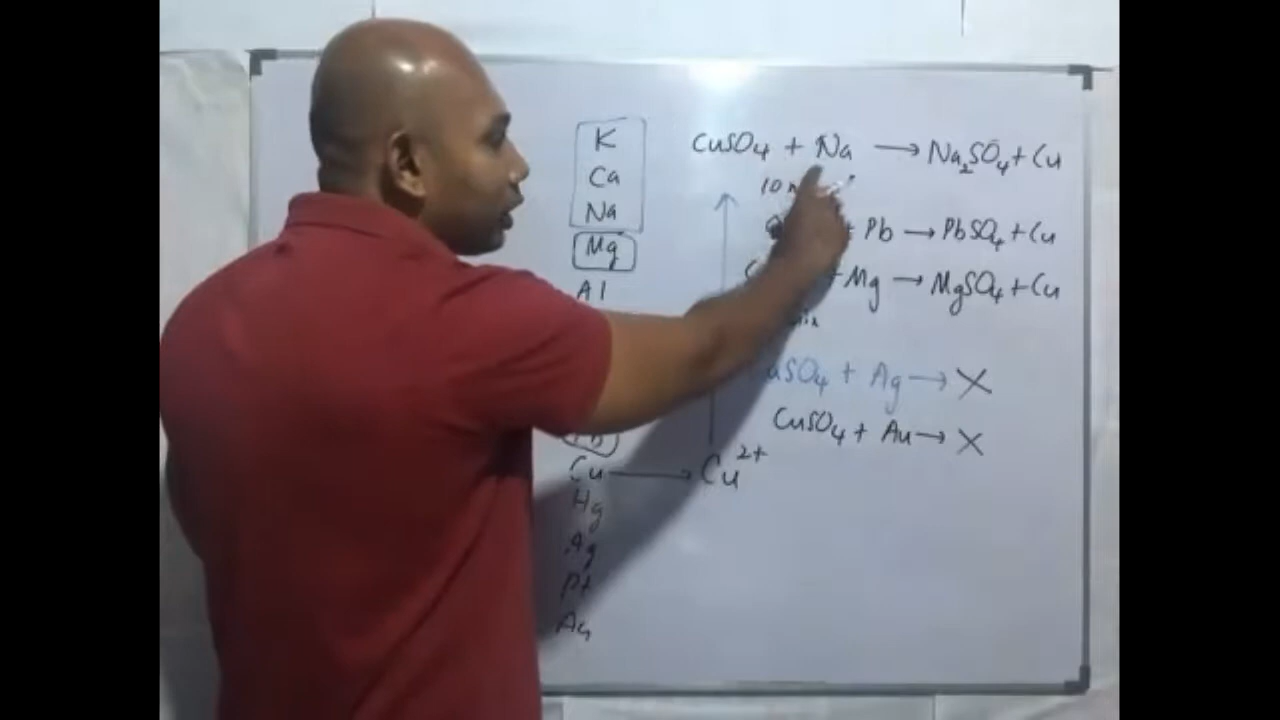 K
Ca
Na
Mg
Al
Cu → Cu²⁺
Hg
Ag
Pt
Au
CuSO₄ + Na → Na₂SO₄ + Cu
+ Pb → PbSO₄ + Cu
+ Mg → MgSO₄ + Cu
CuSO₄ + Ag → X
CuSO₄ + Au → X